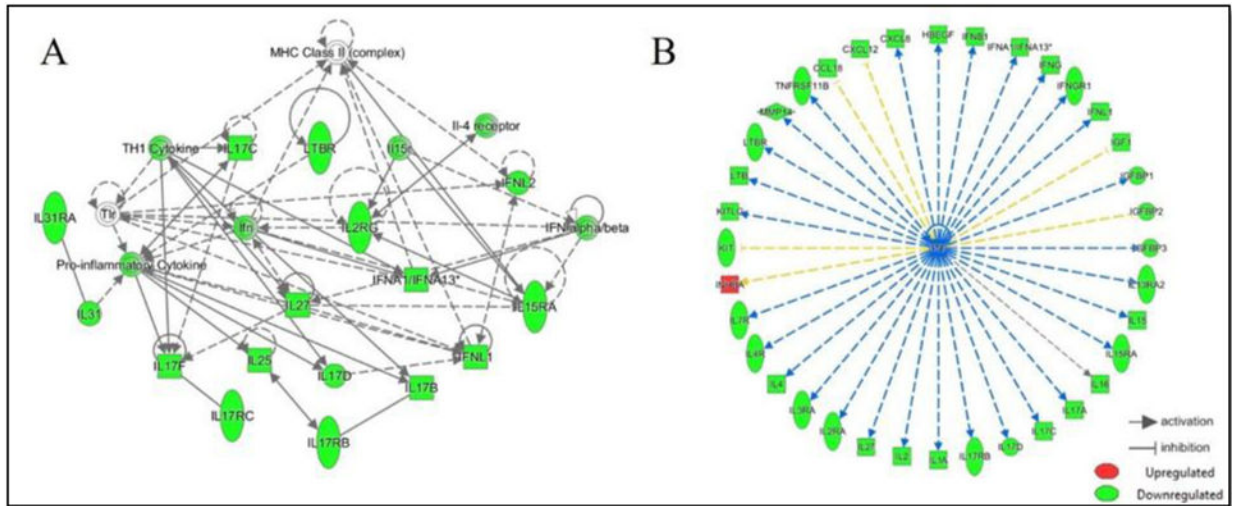 A
MHC Class II (complex)
Il-4 receptor
TH1 Cytokine
IL17C
LTBR
Il15r
IFNL2
IL31RA
Tlr
Ifn
IL2RG
IFN alpha/beta
Pro-inflammatory Cytokine
IFNA1/IFNA13*
IL27
IL15RA
IL31
IL17F
IL25
IL17D
IFNL1
IL17B
IL17RC
IL17RB
B
HBEGF
IFNB1
IFNA1/IFNA13*
IFNG
IFNGR1
IFNL1
IGF1
IGFBP1
IGFBP2
IGFBP3
IL13RA2
IL15
IL15RA
IL16
IL17A
IL17C
IL17D
IL17RB
IL1A
IL2
IL27
IL2RA
IL3RA
IL4
IL4R
IL7R
KIT
KITLG
LTB
LTBR
MMP14
TNFRSF11B
CCL18
CXCL12
CXCL8
activation
inhibition
Upregulated
Downregulated